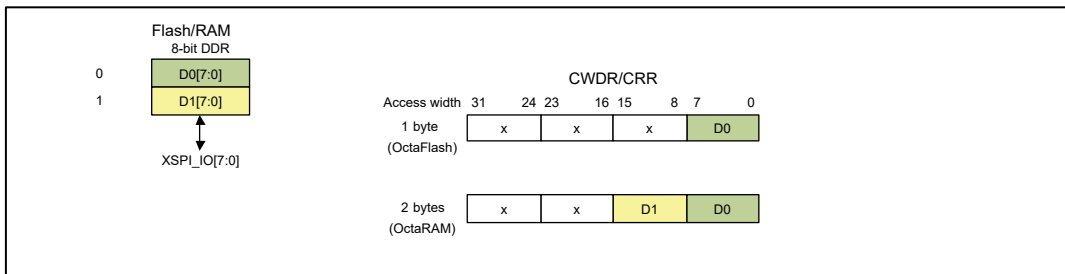 Flash/RAM
8-bit DDR
0 D0[7:0]
1 D1[7:0]
XSPI_IO[7:0]
CWDR/CRR
Access width 31 24 23 16 15 8 7 0
1 byte x x x D0
(OctaFlash)
2 bytes x x D1 D0
(OctaRAM)